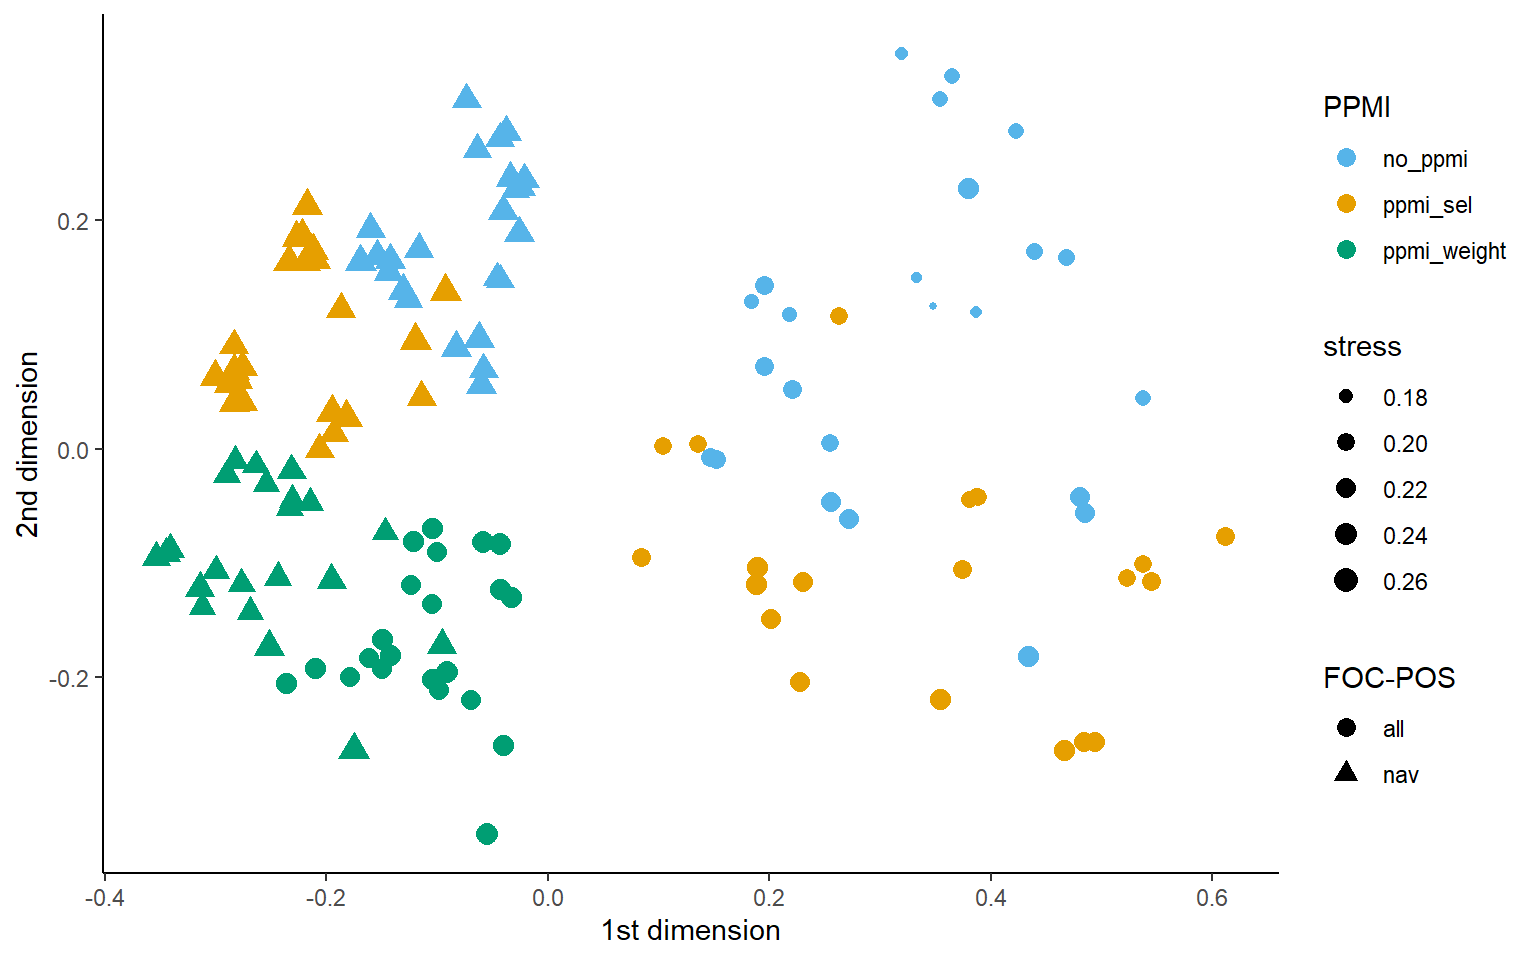 2nd dimension
0.2
0.0
-0.2
-0.4
-0.2
0.0
0.2
0.4
0.6
1st dimension
PPMI
no_ppmi
ppmi_sel
ppmi_weight
stress
0.18
0.20
0.22
0.24
0.26
FOC-POS
all
nav